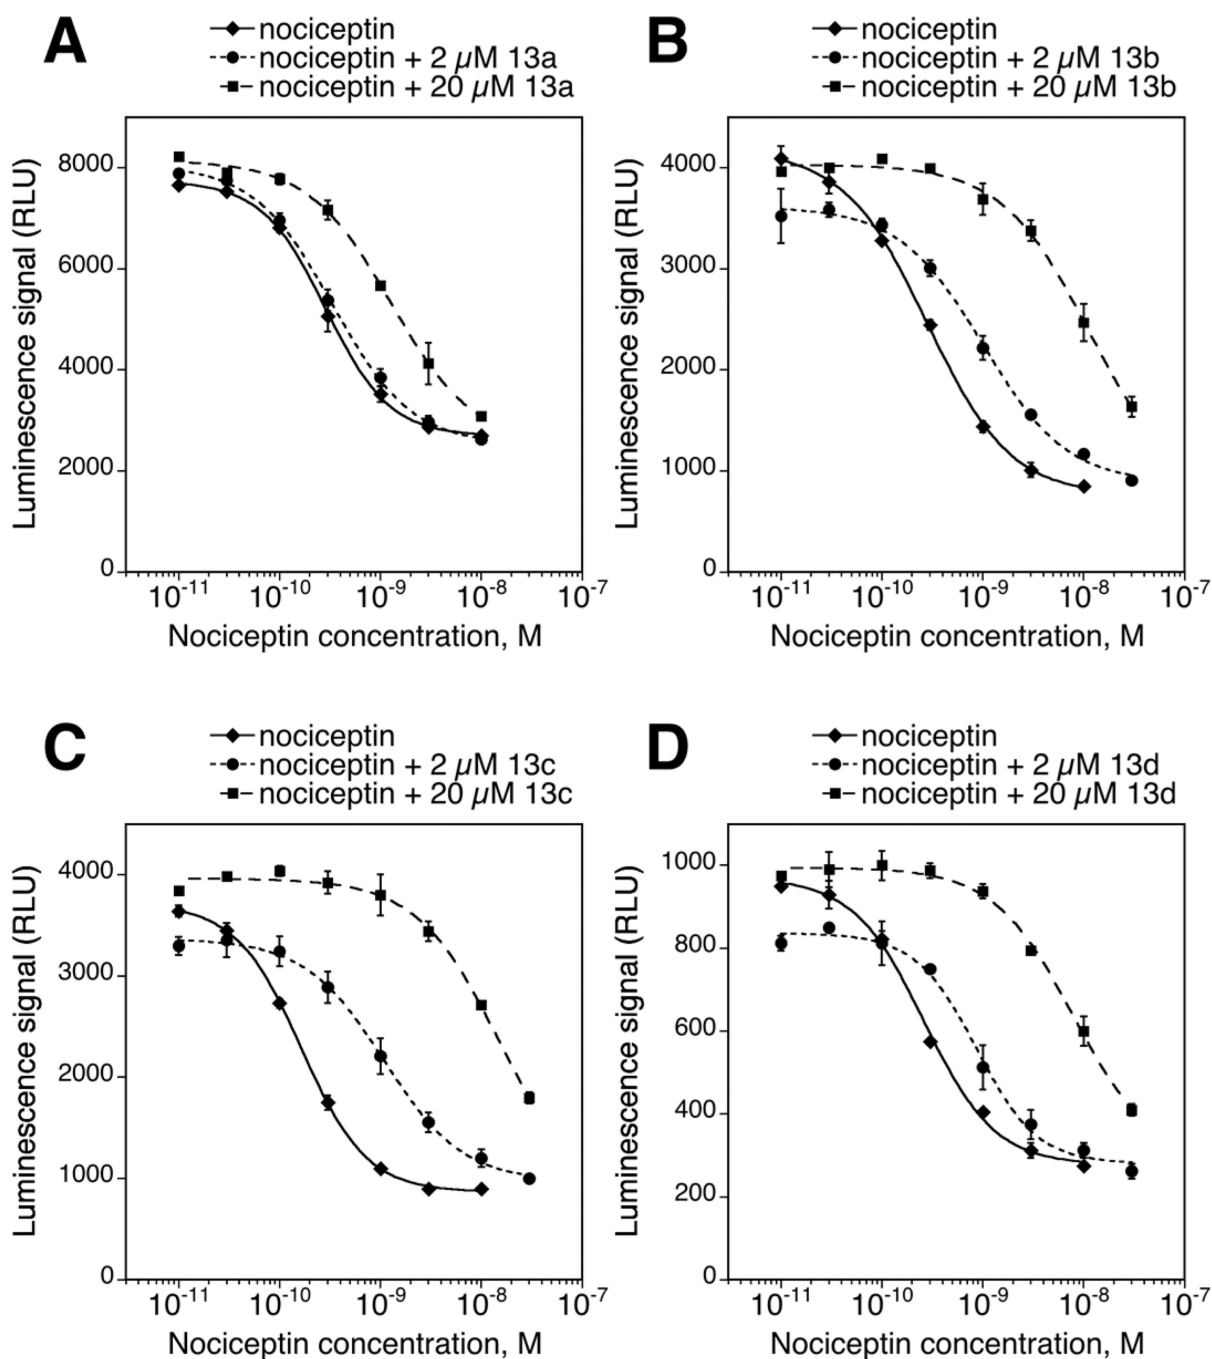 A
nociceptin
nociceptin + 2 µM 13a
nociceptin + 20 µM 13a
Luminescence signal (RLU)
8000
6000
4000
2000
0
10-11 10-10 10-9 10-8 10-7
Nociceptin concentration, M
B
nociceptin
nociceptin + 2 µM 13b
nociceptin + 20 µM 13b
Luminescence signal (RLU)
4000
3000
2000
1000
0
10-11 10-10 10-9 10-8 10-7
Nociceptin concentration, M
C
nociceptin
nociceptin + 2 µM 13c
nociceptin + 20 µM 13c
Luminescence signal (RLU)
4000
3000
2000
1000
0
10-11 10-10 10-9 10-8 10-7
Nociceptin concentration, M
D
nociceptin
nociceptin + 2 µM 13d
nociceptin + 20 µM 13d
Luminescence signal (RLU)
1000
800
600
400
200
0
10-11 10-10 10-9 10-8 10-7
Nociceptin concentration, M